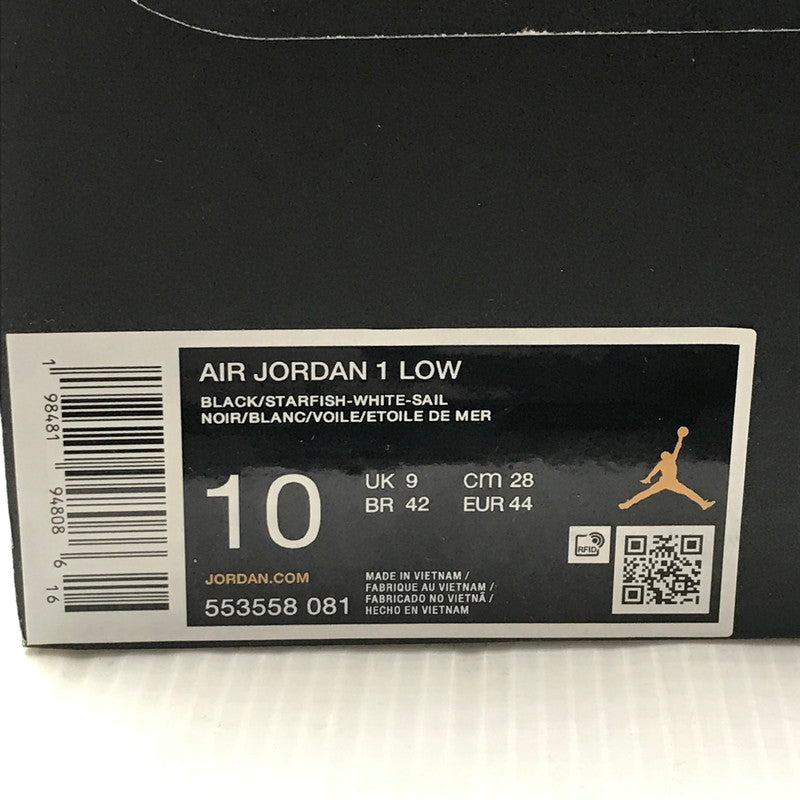 AIR JORDAN 1 LOW
BLACK/STARFISH-WHITE-SAIL
NOIR/BLANC/VOILE/ETOILE DE MER
10
UK 9 cm 28
BR 42 EUR 44
RFID
JORDAN.COM
553558 081
MADE IN VIETNAM /
FABRIQUE AU VIETNAM /
FABRICADO NO VIETNÃ /
HECHO EN VIETNAM
1 98481 94808 6 16